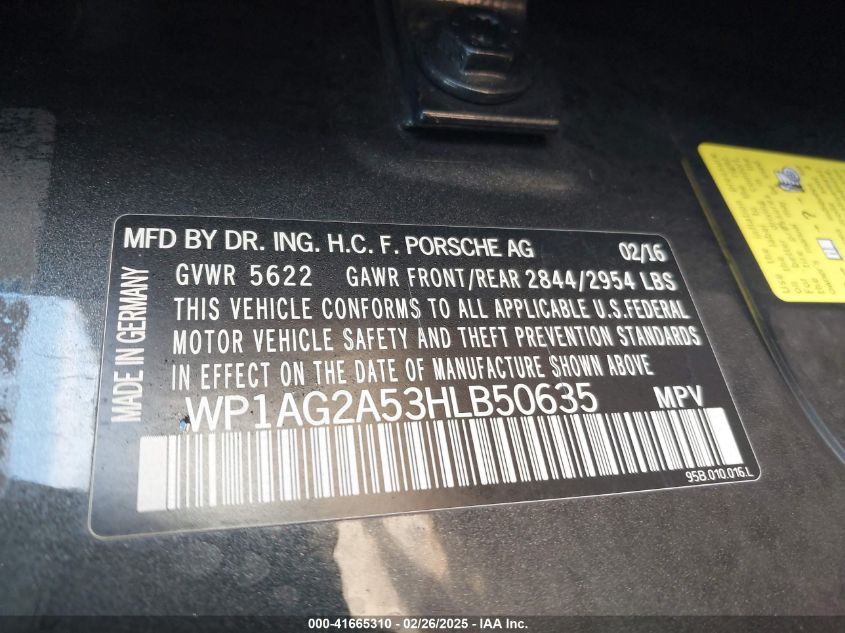 MFD BY DR. ING. H.C. F. PORSCHE AG 02/16
GVWR 5622 GAWR FRONT/REAR 2844/2954 LBS
THIS VEHICLE CONFORMS TO ALL APPLICABLE U.S.FEDERAL
MOTOR VEHICLE SAFETY AND THEFT PREVENTION STANDARDS
IN EFFECT ON THE DATE OF MANUFACTURE SHOWN ABOVE
WP1AG2A53HLB50635 MPV
95B.010.016.L
MADE IN GERMANY
000-41665310 - 02/26/2025 - IAA Inc.